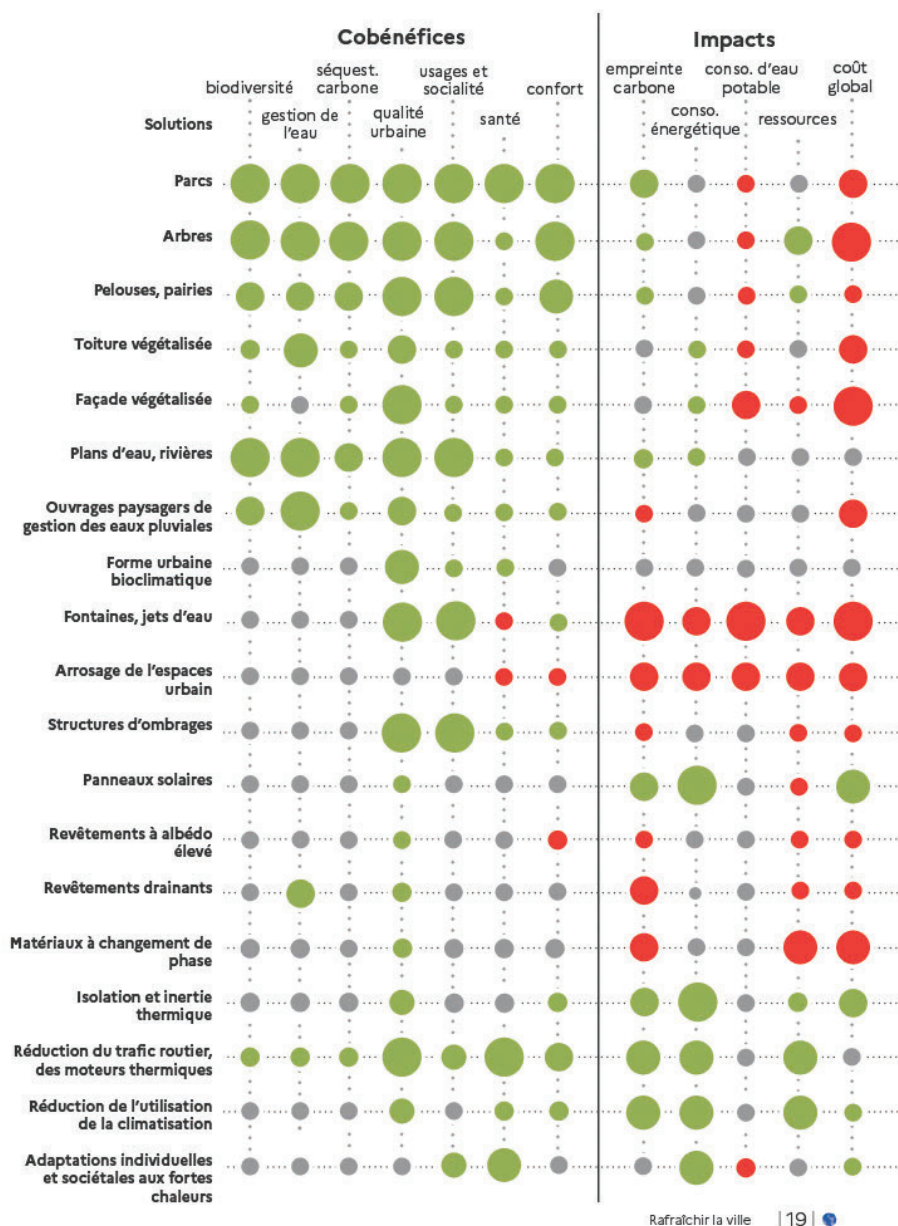 Cobénéfices
Impacts
biodiversité
séquest.
carbone
usages et
socialité
confort
gestion de
l'eau
qualité
urbaine
santé
empreinte
carbone
conso. d'eau
potable
coût
global
conso.
énergétique
ressources
Solutions
Parcs
Arbres
Pelouses, pairies
Toiture végétalisée
Façade végétalisée
Plans d'eau, rivières
Ouvrages paysagers de
gestion des eaux pluviales
Forme urbaine
bioclimatique
Fontaines, jets d'eau
Arrosage de l'espaces
urbain
Structures d'ombrages
Panneaux solaires
Revêtements à albédo
élevé
Revêtements drainants
Matériaux à changement de
phase
Isolation et inertie
thermique
Réduction du trafic routier,
des moteurs thermiques
Réduction de l'utilisation
de la climatisation
Adaptations individuelles
et sociétales aux fortes
chaleurs
Rafraîchir la ville |19|